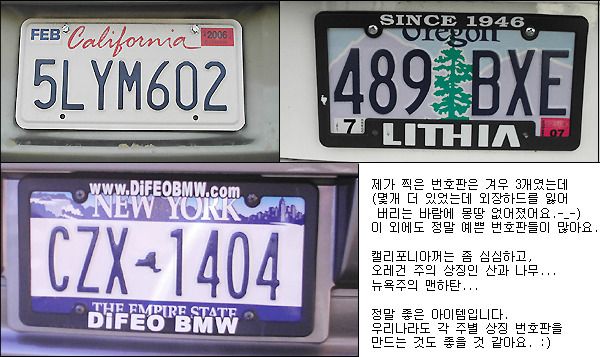 FEB California 2006
5LYM602
SINCE 1946
Oregon
489 BXE
7 07
LITHIA
www.DiFEOBMW.com
NEW YORK
CZX 1404
THE EMPIRE STATE
DiFEO BMW
제가 찍은 번호판은 겨우 3개였는데
(몇개 더 있었는데 외장하드를 잃어
버리는 바람에 몽땅 없어졌어요.-_-)
이 외에도 정말 예쁜 번호판들이 많아요.
캘리포니아꺼는 좀 심심하고,
오레건 주의 상징인 산과 나무...
뉴욕주의 맨하탄...
정말 좋은 아이템입니다.
우리나라도 각 주별 상징 번호판을
만드는 것도 좋을 것 같아요. :)